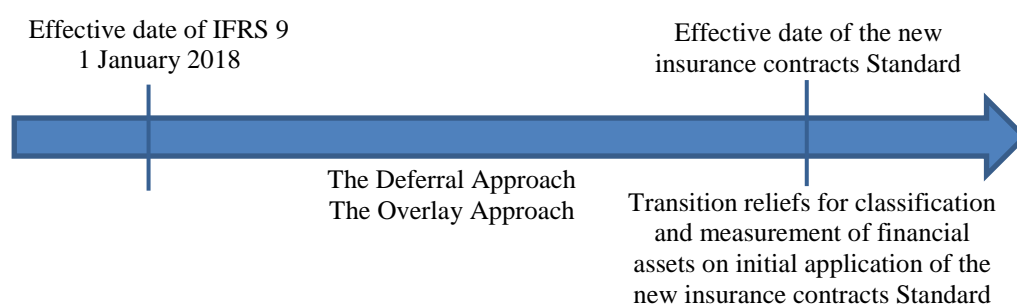 Effective date of IFRS 9
1 January 2018
Effective date of the new
insurance contracts Standard
The Deferral Approach
The Overlay Approach
Transition reliefs for classification
and measurement of financial
assets on initial application of the
new insurance contracts Standard